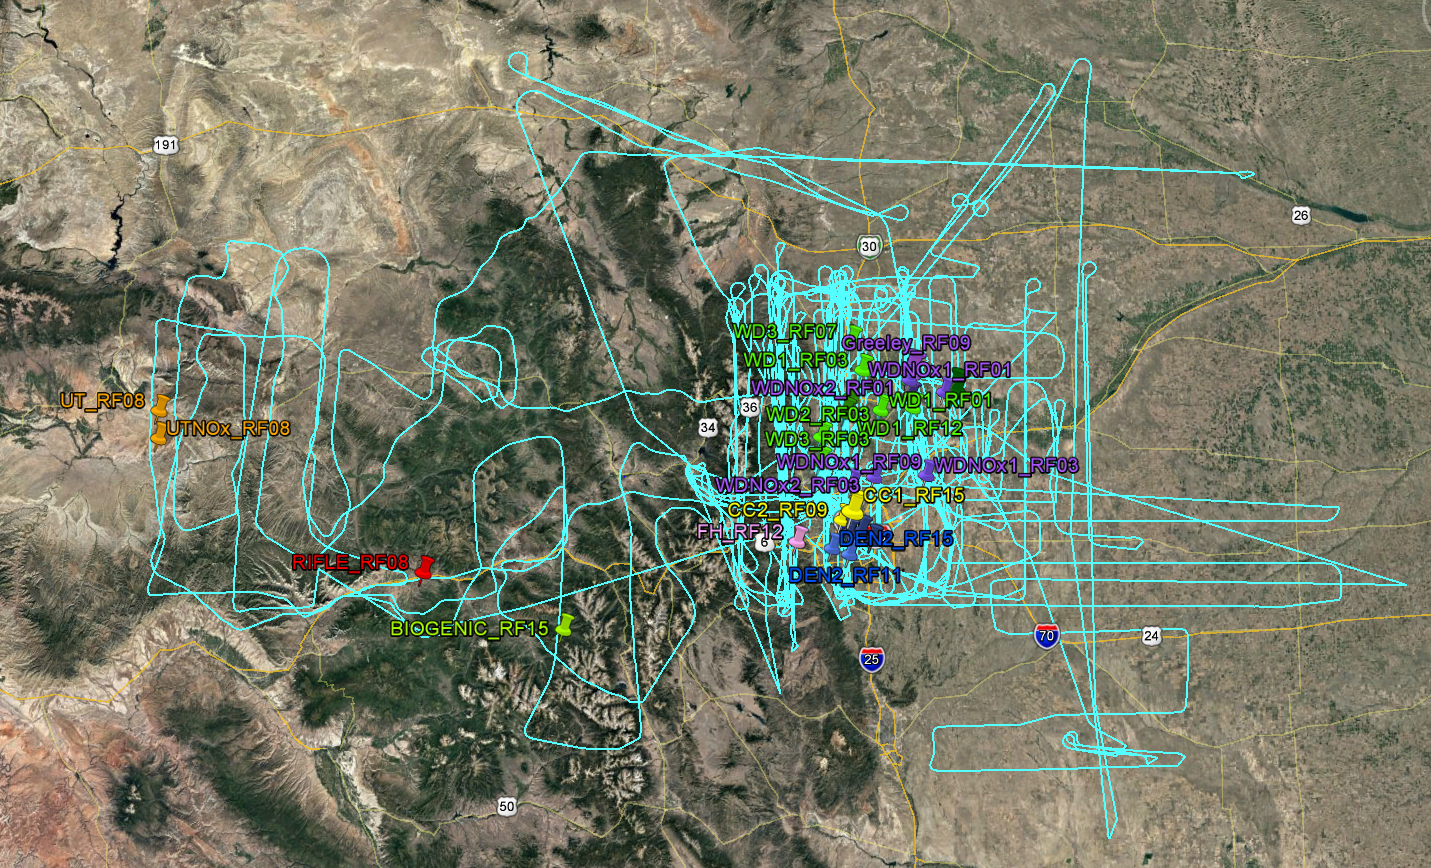 191
26
30
WD3_RF07
Greeley_RF09
WD1_RF03
WDNOx1_RF01
WDNOx2_RF01
UT_RF08
WD1_RF01
36
WD2_RF03
34
UTNOx_RF08
WD1_RF12
WD3_RF03
WDNOx1_RF09
WDNOx1_RF03
WDNOx2_RF03
CC1_RF15
CC2_RF09
FH_RF12
6
DEN2_RF15
RIFLE_RF08
DEN2_RF11
BIOGENIC_RF15
70
24
25
50